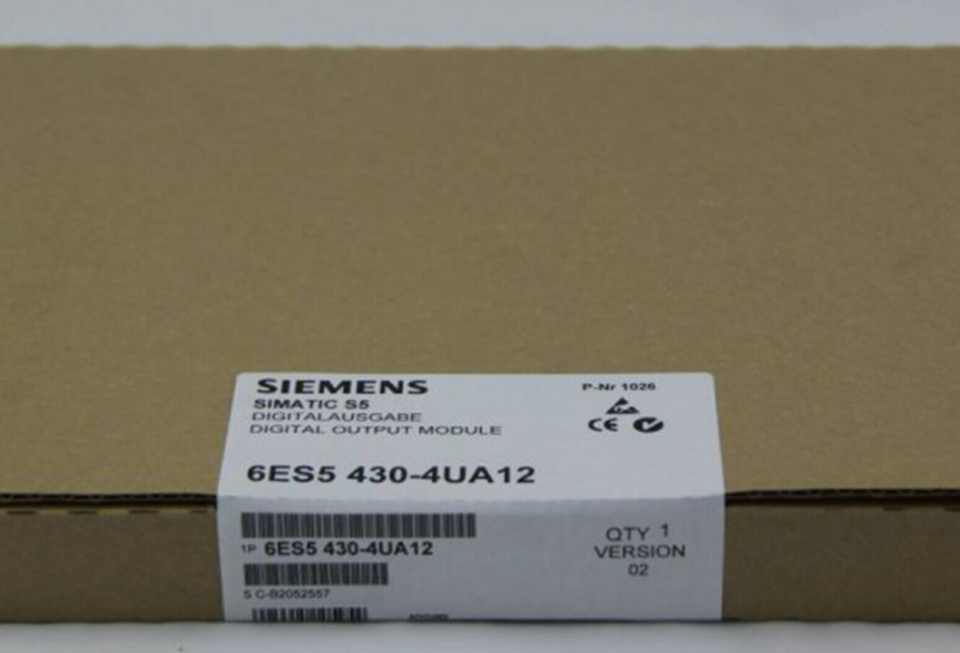 SIEMENS
P-Nr 1026
SIMATIC S5
DIGITALAUSGABE
DIGITAL OUTPUT MODULE
CE
6ES5 430-4UA12
QTY 1
1P 6ES5 430-4UA12
VERSION
02
S C-B2052557